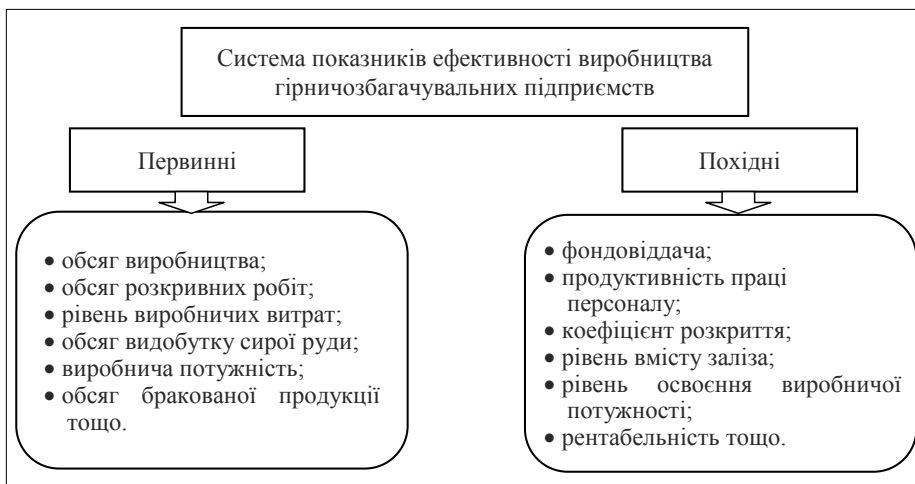 Система показників ефективності виробництва
гірничозбагачувальних підприємств
Первинні
• обсяг виробництва;
• обсяг розкривних робіт;
• рівень виробничих витрат;
• обсяг видобутку сирої руди;
• виробнича потужність;
• обсяг бракованої продукції
тощо.
Похідні
• фондовіддача;
• продуктивність праці
персоналу;
• коефіцієнт розкриття;
• рівень вмісту заліза;
• рівень освоєння виробничої
потужності;
• рентабельність тощо.